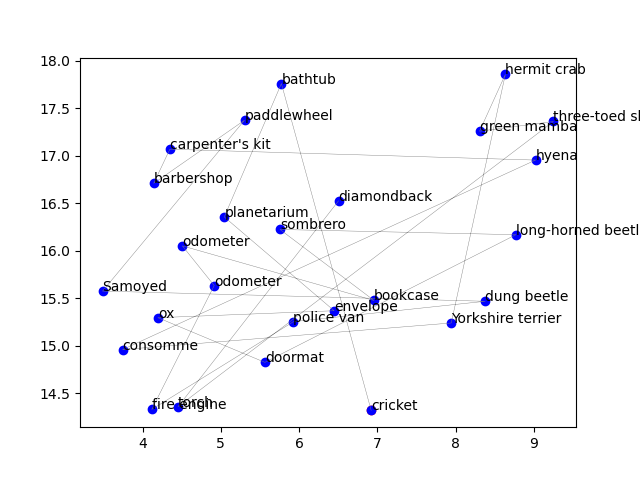 18.0
17.5
17.0
16.5
16.0
15.5
15.0
14.5
hermit crab
bathtub
paddlewheel
three-toed sl
green mamba
carpenter's kit
hyena
barbershop
diamondback
planetarium
sombrero
long-horned beetl
odometer
odometer
Samoyed
bookcase
dung beetle
envelope
ox
police van
Yorkshire terrier
consomme
doormat
fire engine
torch
cricket
4
5
6
7
8
9